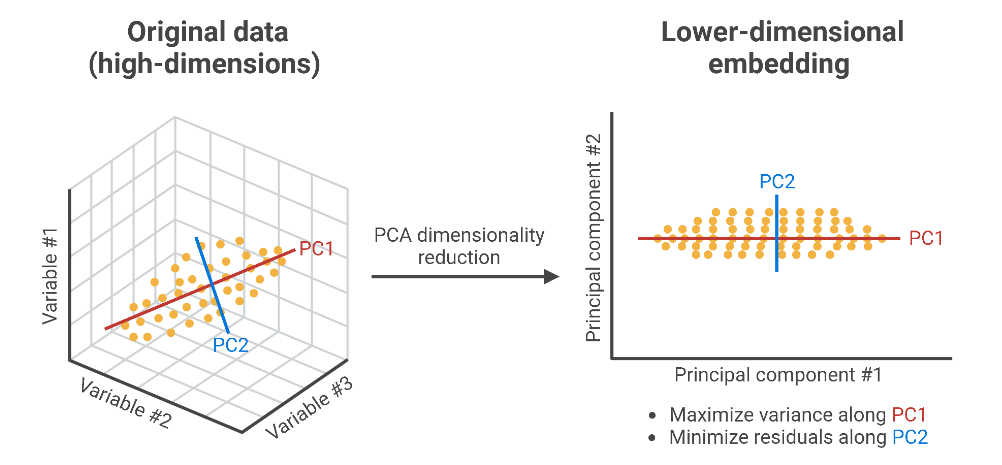 Original data
(high-dimensions)
Lower-dimensional
embedding
Variable #1
Variable #2
Variable #3
PC1
PC2
PCA dimensionality
reduction
Principal component #2
PC2
PC1
Principal component #1
• Maximize variance along PC1
• Minimize residuals along PC2